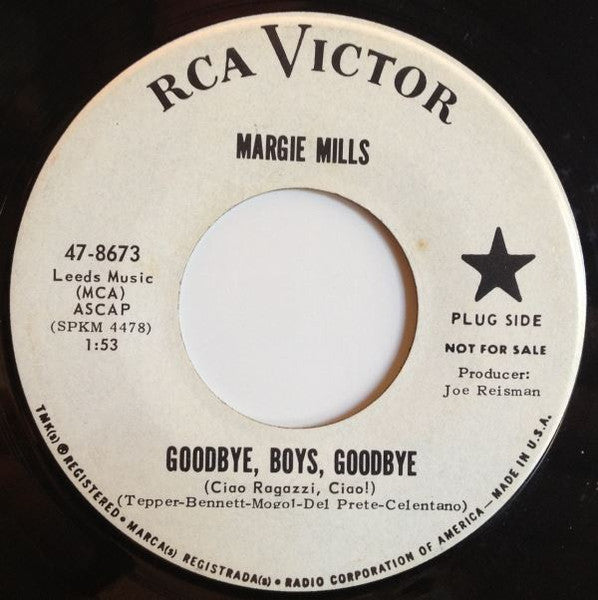 RCA VICTOR
MARGIE MILLS
47-8673
Leeds Music
(MCA)
ASCAP
(SPKM 4478)
1:53
PLUG SIDE
NOT FOR SALE
Producer:
Joe Reisman
GOODBYE, BOYS, GOODBYE
(Ciao Ragazzi, Ciao!)
(Tepper-Bennett-Mogol-Del Prete-Celentano)
TMK(s) ® REGISTERED • MARCA(s) REGISTRADA(s) • RADIO CORPORATION OF AMERICA — MADE IN U.S.A.